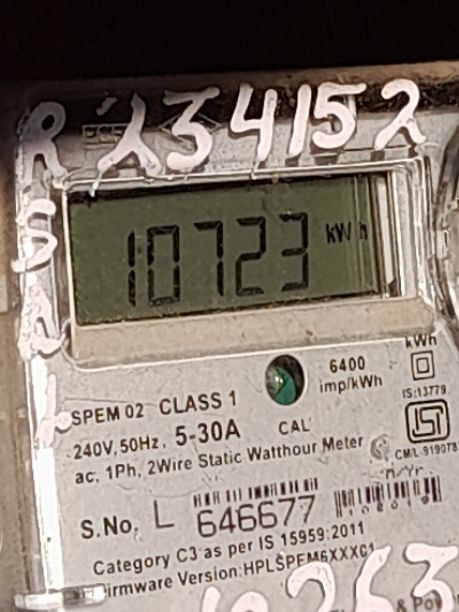 R 234152
10723 kWh
kWh
6400
imp/kWh
IS:13779
SPEM 02 CLASS 1
240V, 50Hz, 5-30A CAL
ac, 1Ph, 2Wire Static Watthour Meter
CM/L-919078
S.No. L 646677
Category C3 as per IS 15959:2011
Firmware Version:HPLSPEM6XXXC1